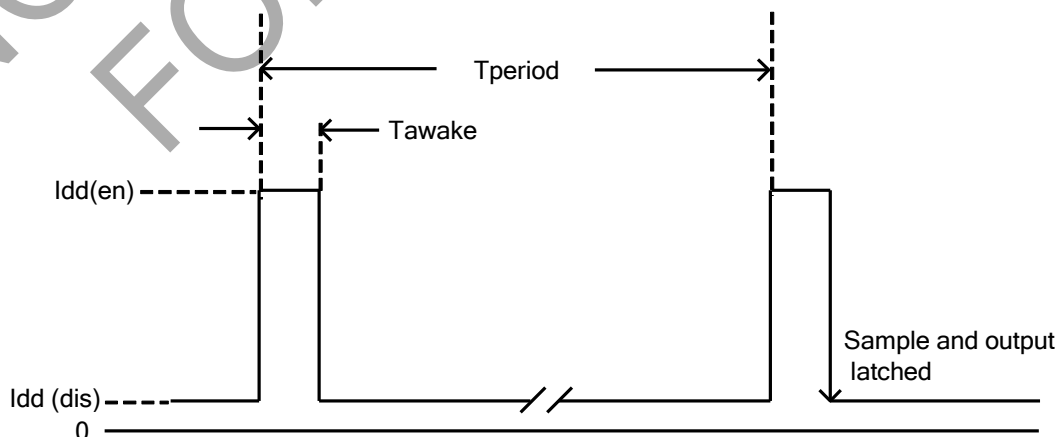 Tperiod
Tawake
Idd(en)
Sample and output
latched
Idd (dis)
0